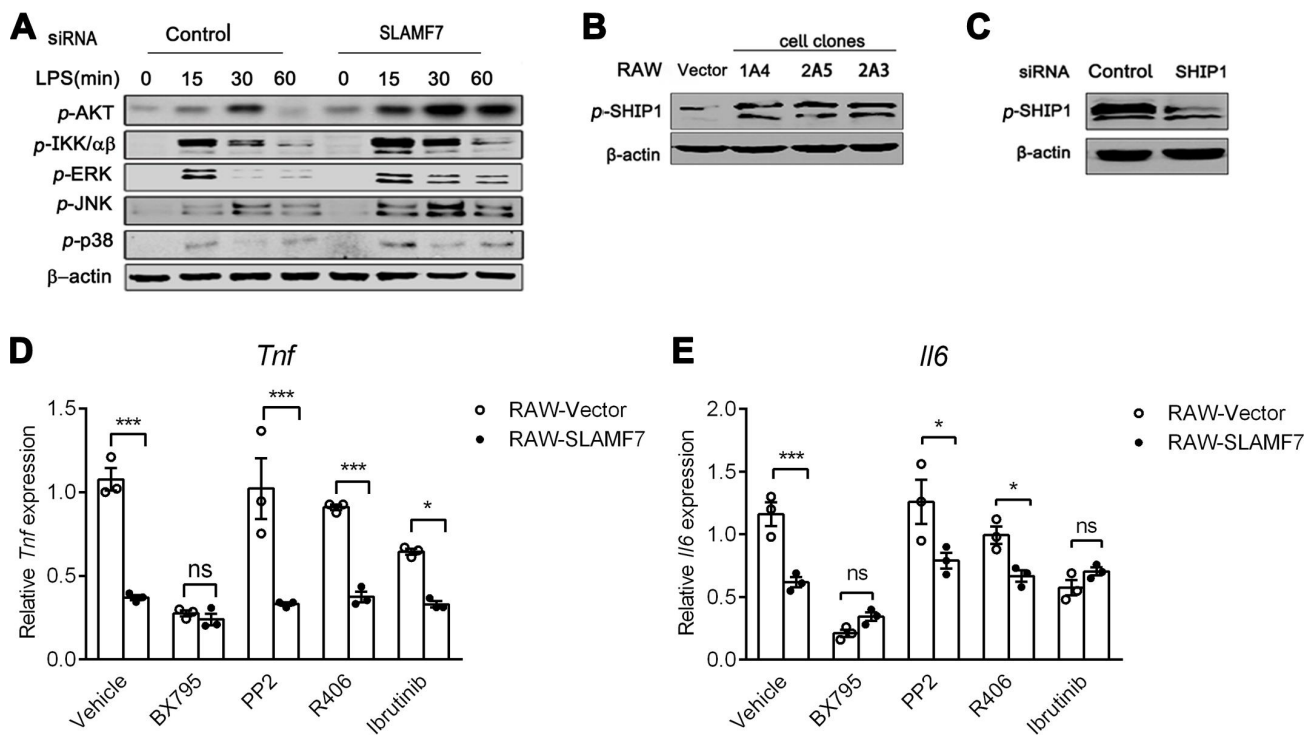 A
siRNA Control SLAMF7
LPS(min) 0 15 30 60 0 15 30 60
p-AKT
p-IKK/αβ
p-ERK
p-JNK
p-p38
β–actin
B
cell clones
RAW Vector 1A4 2A5 2A3
p-SHIP1
β-actin
C
siRNA Control SHIP1
p-SHIP1
β-actin
D
Tnf
Relative Tnf expression
1.5
1.0
0.5
0.0
***
ns
***
***
*
RAW-Vector
RAW-SLAMF7
Vehicle
BX795
PP2
R406
Ibrutinib
E
Il6
Relative Il6 expression
2.0
1.5
1.0
0.5
0.0
***
ns
*
*
ns
RAW-Vector
RAW-SLAMF7
Vehicle
BX795
PP2
R406
Ibrutinib